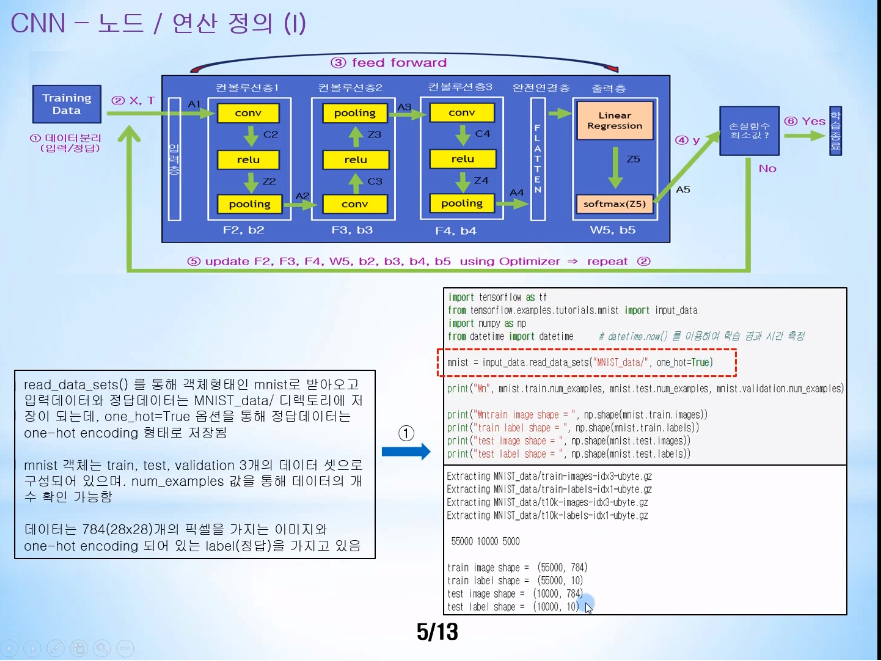 CNN – 노드 / 연산 정의 (I)
③ feed forward
컨볼루션층1 컨볼루션층2 컨볼루션층3 완전연결층 출력층
Training
Data
① 데이터분리
(입력/정답)
② X, T
입력층
A1
conv
C2
relu
Z2
pooling
F2, b2
A2
pooling
Z3
relu
C3
conv
F3, b3
A3
conv
C4
relu
Z4
pooling
F4, b4
A4
FLATTEN
Linear
Regression
Z5
softmax(Z5)
W5, b5
A5
④ y
손실함수
최소값?
⑥ Yes
학습종료
No
⑤ update F2, F3, F4, W5, b2, b3, b4, b5 using Optimizer ⇒ repeat ②
read_data_sets() 를 통해 객체형태인 mnist로 받아오고
입력데이터와 정답데이터는 MNIST_data/ 디렉토리에 저
장이 되는데, one_hot=True 옵션을 통해 정답데이터는
one-hot encoding 형태로 저장됨
mnist 객체는 train, test, validation 3개의 데이터 셋으로
구성되어 있으며, num_examples 값을 통해 데이터의 개
수 확인 가능함
데이터는 784(28x28)개의 픽셀을 가지는 이미지와
one-hot encoding 되어 있는 label(정답)을 가지고 있음
①
import tensorflow as tf
from tensorflow.examples.tutorials.mnist import input_data
import numpy as np
from datetime import datetime # datetime.now() 를 이용하여 학습 경과 시간 측정
mnist = input_data.read_data_sets("MNIST_data/", one_hot=True)
print("₩n", mnist.train.num_examples, mnist.test.num_examples, mnist.validation.num_examples)
print("₩ntrain image shape = ", np.shape(mnist.train.images))
print("train label shape = ", np.shape(mnist.train.labels))
print("test image shape = ", np.shape(mnist.test.images))
print("test label shape = ", np.shape(mnist.test.labels))
Extracting MNIST_data/train-images-idx3-ubyte.gz
Extracting MNIST_data/train-labels-idx1-ubyte.gz
Extracting MNIST_data/t10k-images-idx3-ubyte.gz
Extracting MNIST_data/t10k-labels-idx1-ubyte.gz
55000 10000 5000
train image shape = (55000, 784)
train label shape = (55000, 10)
test image shape = (10000, 784)
test label shape = (10000, 10)
5/13